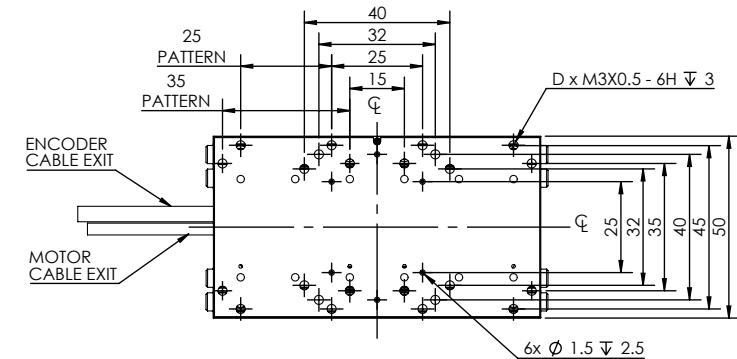 40
32
25
PATTERN
25
35
PATTERN
15
℄
D x M3X0.5 - 6H ↧ 3
ENCODER
CABLE EXIT
℄
MOTOR
CABLE EXIT
25
32
35
40
45
50
6x Ø 1.5 ↧ 2.5